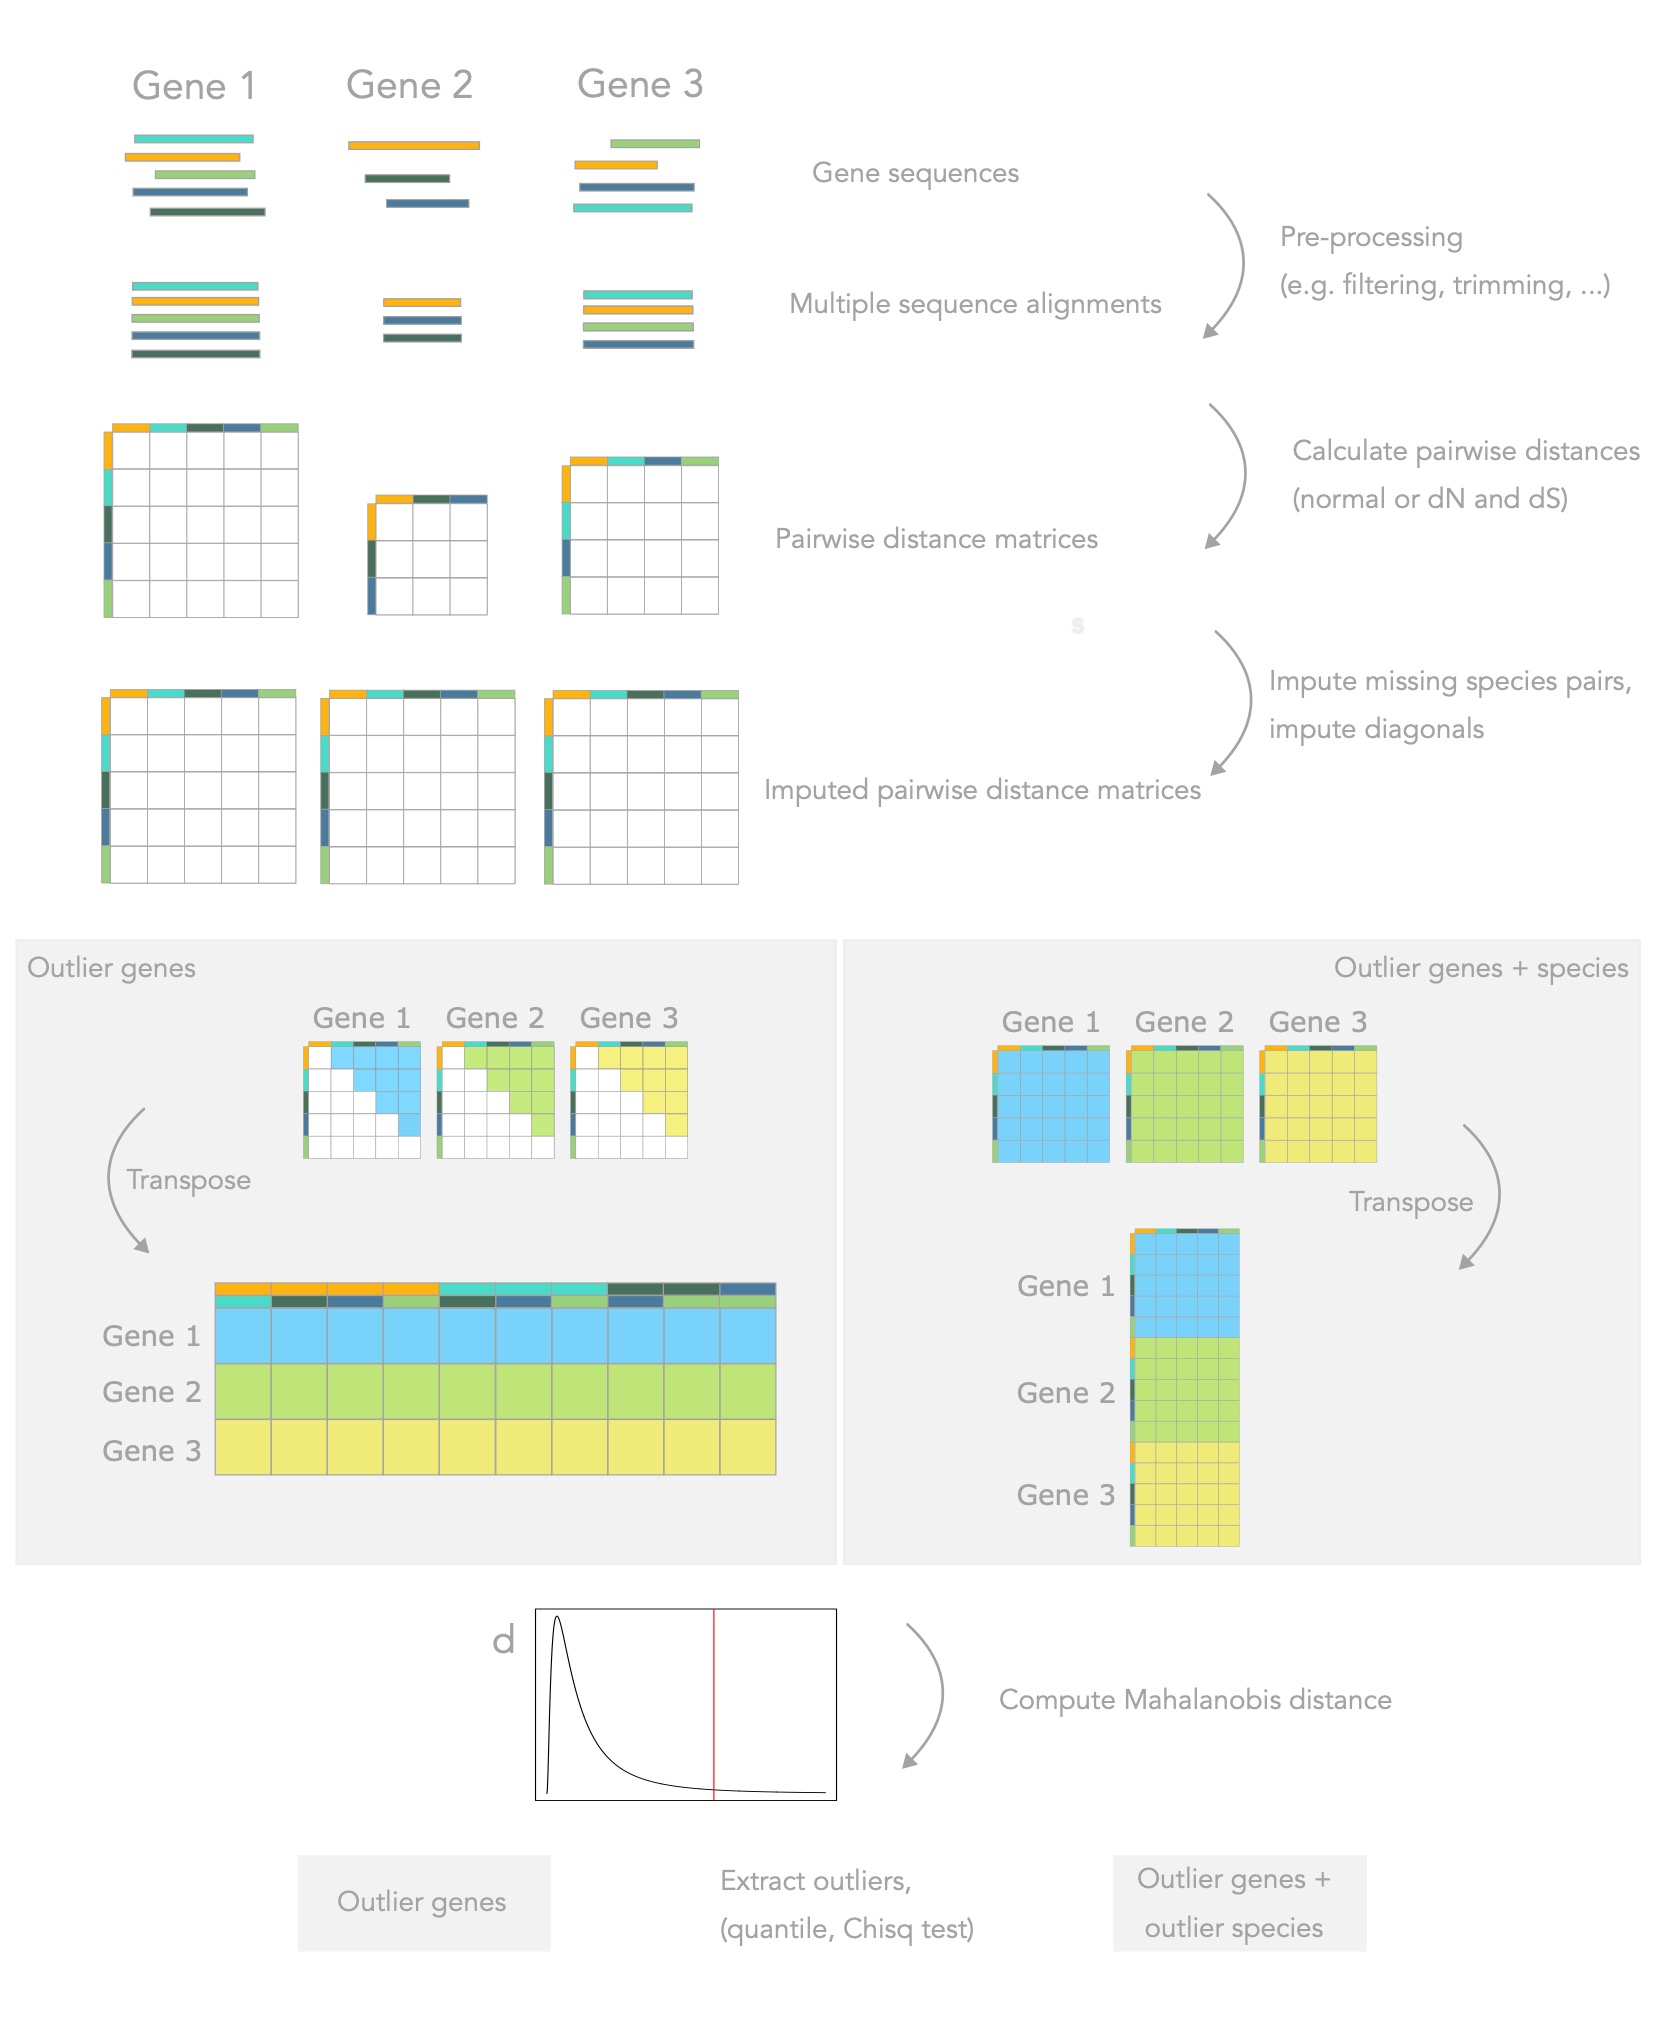 Gene 1
Gene 2
Gene 3
Gene sequences
Pre-processing
(e.g. filtering, trimming, ...)
Multiple sequence alignments
Calculate pairwise distances
(normal or dN and dS)
Pairwise distance matrices
s
Impute missing species pairs,
impute diagonals
Imputed pairwise distance matrices
Outlier genes
Gene 1
Gene 2
Gene 3
Transpose
Gene 1
Gene 2
Gene 3
Outlier genes + species
Gene 1
Gene 2
Gene 3
Transpose
Gene 1
Gene 2
Gene 3
d
Compute Mahalanobis distance
Outlier genes
Extract outliers,
(quantile, Chisq test)
Outlier genes +
outlier species